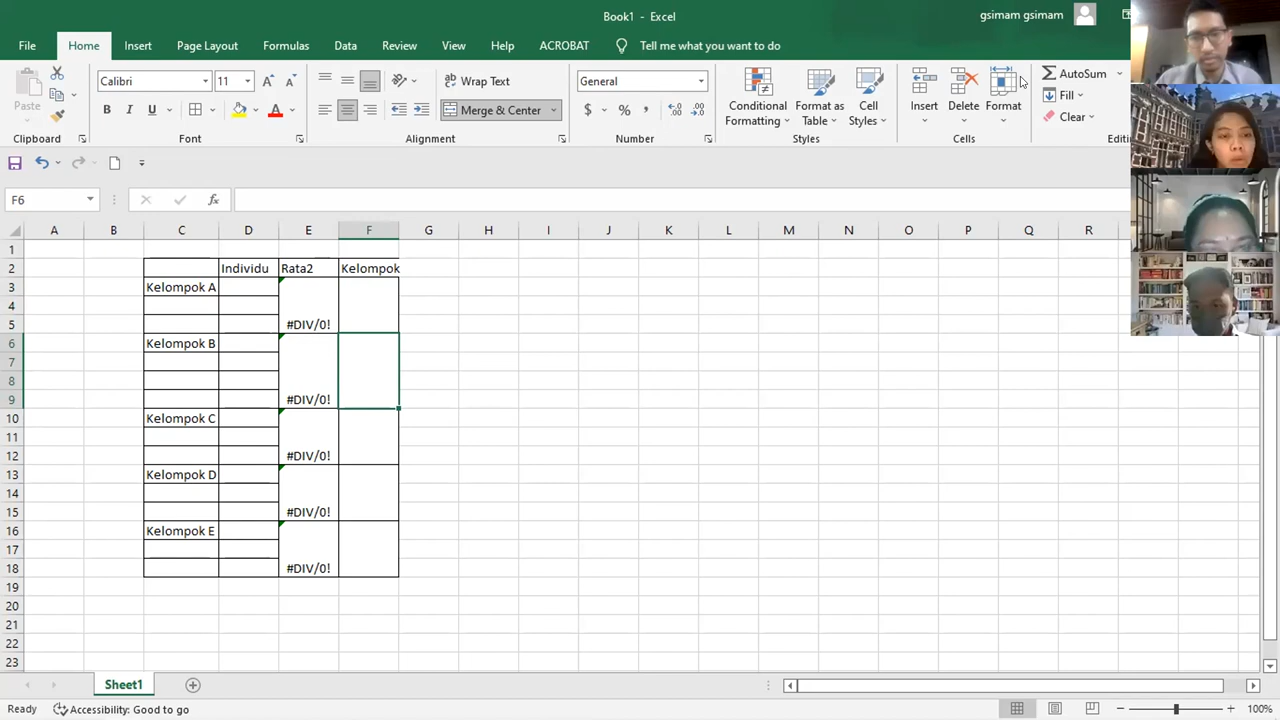 Book1 - Excel
gsimam gsimam
File Home Insert Page Layout Formulas Data Review View Help ACROBAT Tell me what you want to do
Paste
Calibri 11
B I U A
Wrap Text
Merge & Center
General
$ % ,
Conditional Formatting
Format as Table
Cell Styles
Insert Delete Format
AutoSum
Fill
Clear
Clipboard Font Alignment Number Styles Cells Editi
F6 fx
A B C D E F G H I J K L M N O P Q R
1
2 Individu Rata2 Kelompok
3 Kelompok A
4
5 #DIV/0!
6 Kelompok B
7
8
9 #DIV/0!
10 Kelompok C
11
12 #DIV/0!
13 Kelompok D
14
15 #DIV/0!
16 Kelompok E
17
18 #DIV/0!
19
20
21
22
23
Sheet1
Ready Accessibility: Good to go 100%